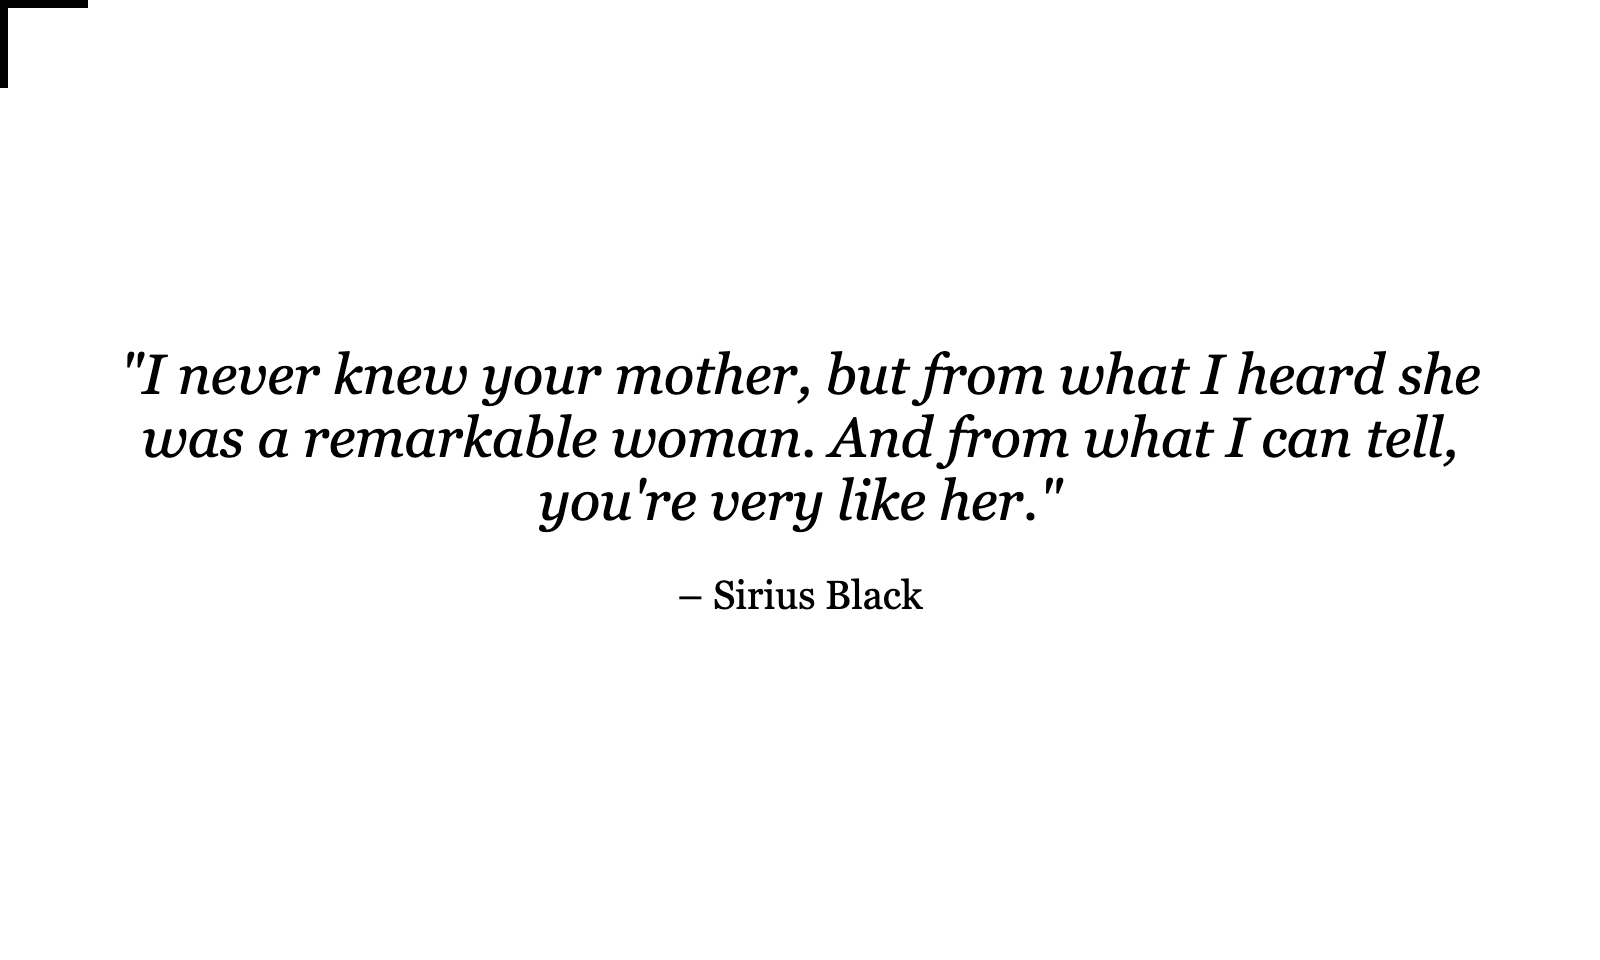 "I never knew your mother, but from what I heard she
was a remarkable woman. And from what I can tell,
you're very like her."
– Sirius Black